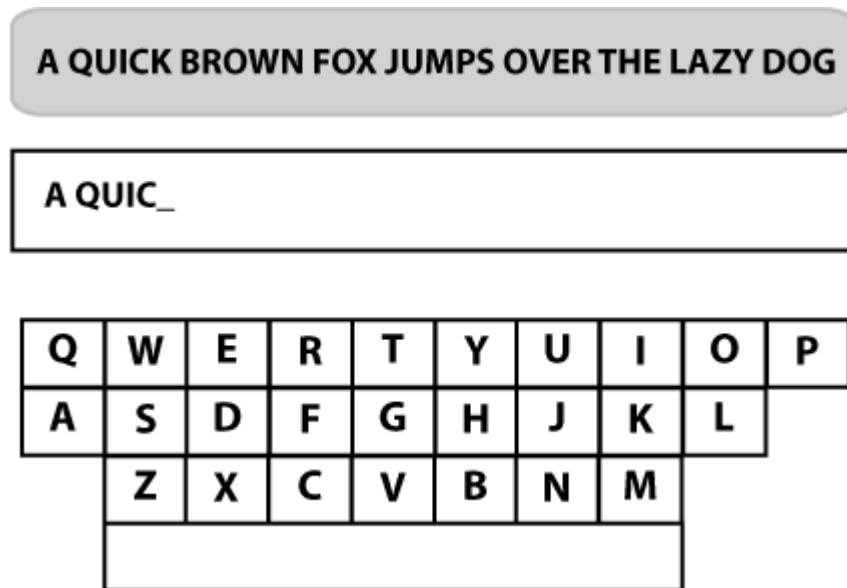 A QUICK BROWN FOX JUMPS OVER THE LAZY DOG
A QUIC_
Q W E R T Y U I O P
A S D F G H J K L
Z X C V B N M